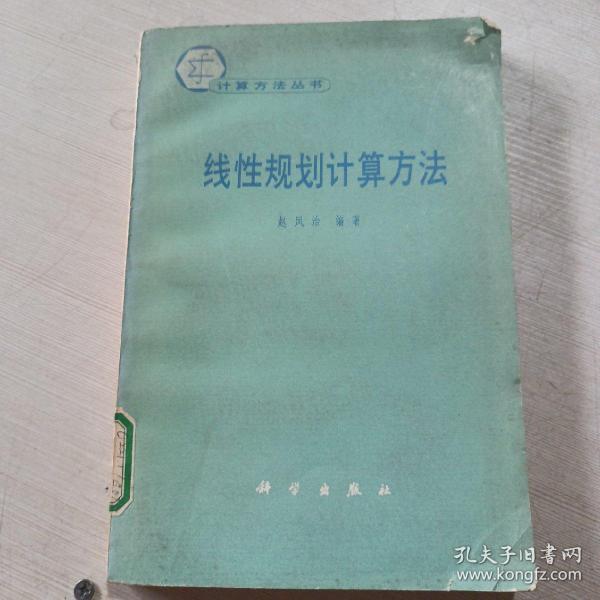 计算方法丛书
线性规划计算方法
赵凤治 编著
科学出版社
孔夫子旧书网
www.kongfz.com